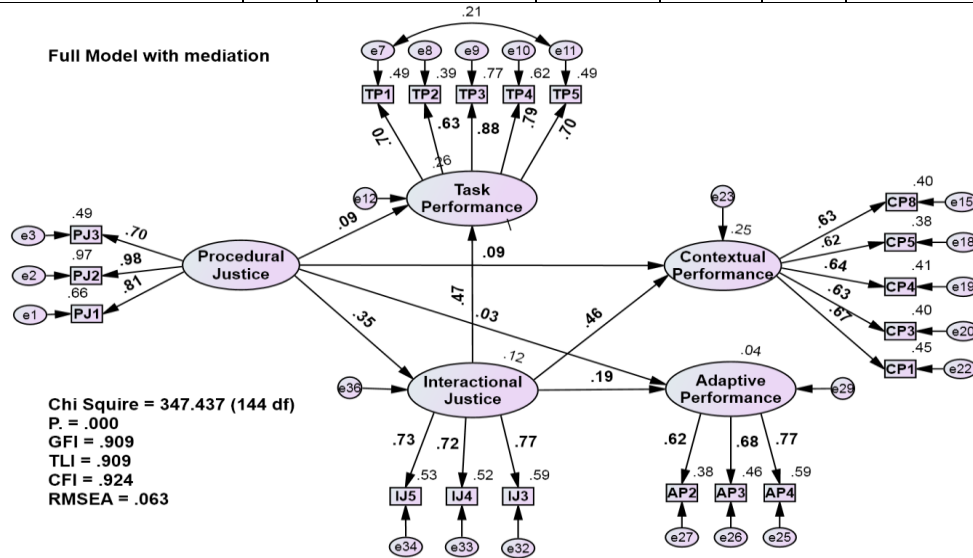 .21
e7 e8 e9 e10 e11
Full Model with mediation
.49 .39 .77 .62 .49
TP1 TP2 TP3 TP4 TP5
.70 .63 .88 .79 .70
.26
e12
Task
Performance
e23
.40
CP8 e15
.49
e3 PJ3 .70
.09
.25
.63
.38
CP5 e18
.62
.97
e2 PJ2 .98
Procedural
Justice
.09
Contextual
Performance
.41
CP4 e19
.64
.66
e1 PJ1 .81
.47
.03
.46
.63
.40
CP3 e20
.67
.45
CP1 e22
.35
.12
.04
e36
Interactional
Justice
.19
Adaptive
Performance
e29
Chi Squire = 347.437 (144 df)
P. = .000
GFI = .909
TLI = .909
CFI = .924
RMSEA = .063
.73 .72 .77
.62 .68 .77
.53 .52 .59
.38 .46 .59
IJ5 IJ4 IJ3
AP2 AP3 AP4
e34 e33 e32
e27 e26 e25